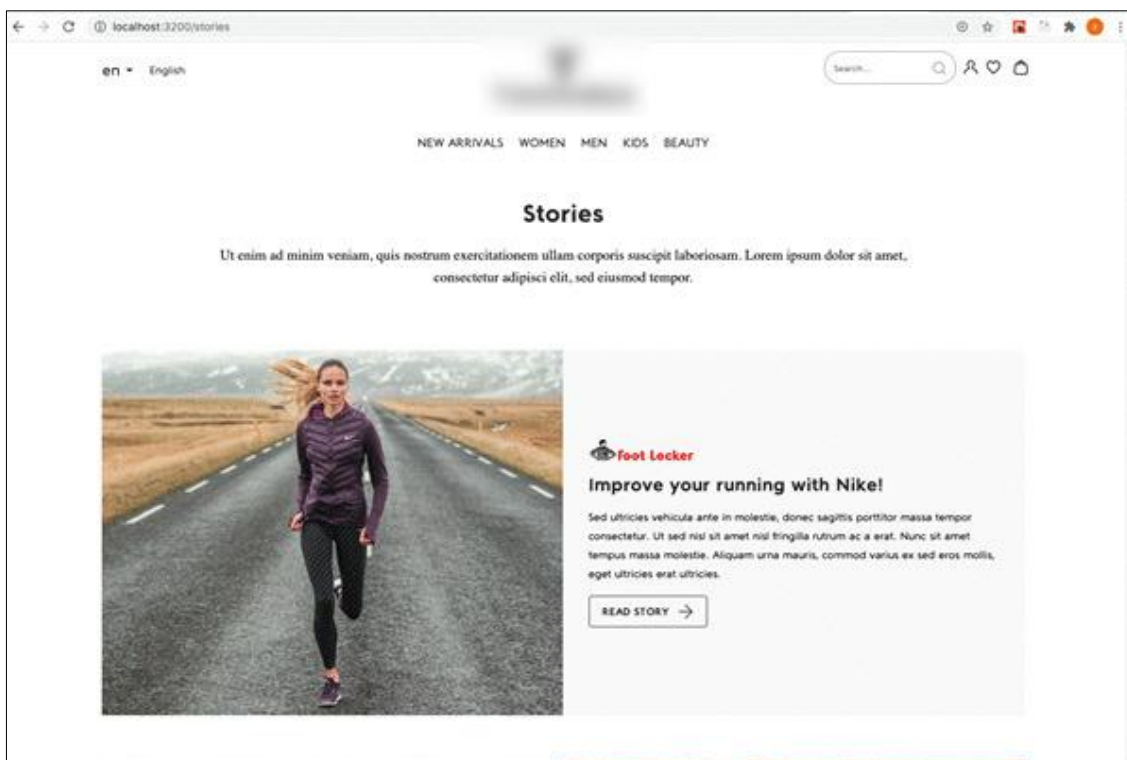 localhost:3200/stories
en English
Search...
NEW ARRIVALS WOMEN MEN KIDS BEAUTY
Stories
Ut enim ad minim veniam, quis nostrum exercitationem ullam corporis suscipit laboriosam. Lorem ipsum dolor sit amet,
consectetur adipisci elit, sed eiusmod tempor.
Foot Locker
Improve your running with Nike!
Sed ultricies vehicula ante in molestie, donec sagittis porttitor massa tempor
consectetur. Ut sed nisl sit amet nisl fringilla rutrum ac a erat. Nunc sit amet
tempus massa molestie. Aliquam urna mauris, commod varius ex sed eros mollis,
eget ultricies erat ultricies.
READ STORY